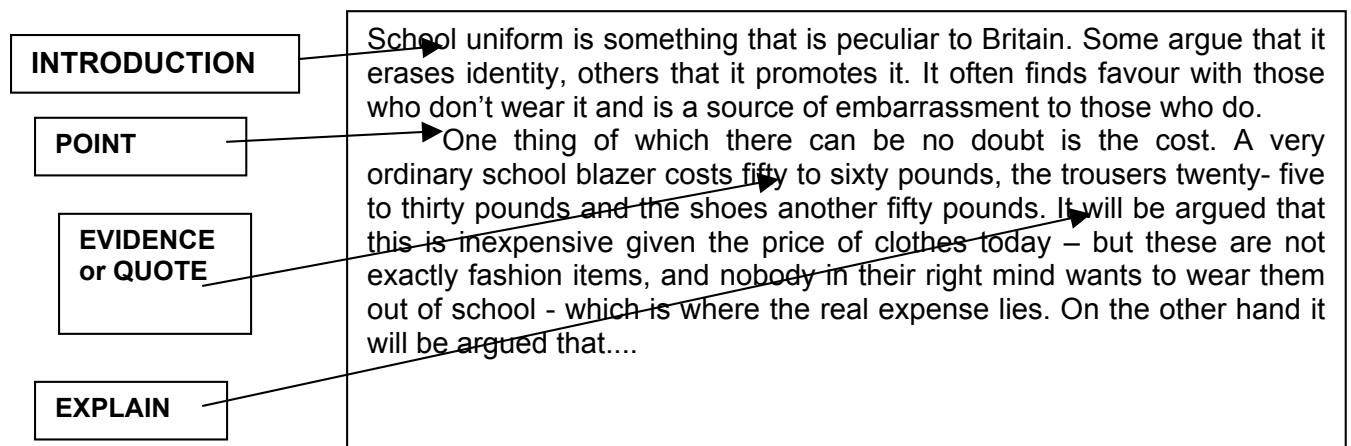 INTRODUCTION
POINT
EVIDENCE
or QUOTE
EXPLAIN
School uniform is something that is peculiar to Britain. Some argue that it
erases identity, others that it promotes it. It often finds favour with those
who don’t wear it and is a source of embarrassment to those who do.
One thing of which there can be no doubt is the cost. A very
ordinary school blazer costs fifty to sixty pounds, the trousers twenty- five
to thirty pounds and the shoes another fifty pounds. It will be argued that
this is inexpensive given the price of clothes today – but these are not
exactly fashion items, and nobody in their right mind wants to wear them
out of school - which is where the real expense lies. On the other hand it
will be argued that....